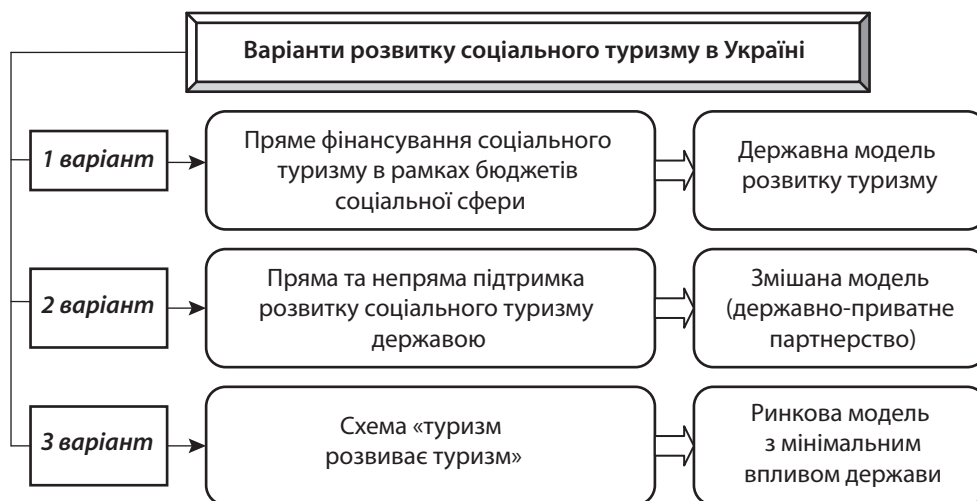 Варіанти розвитку соціального туризму в Україні
1 варіант
Пряме фінансування соціального
туризму в рамках бюджетів
соціальної сфери
Державна модель
розвитку туризму
2 варіант
Пряма та непряма підтримка
розвитку соціального туризму
державою
Змішана модель
(державно-приватне
партнерство)
3 варіант
Схема «туризм
розвиває туризм»
Ринкова модель
з мінімальним
впливом держави